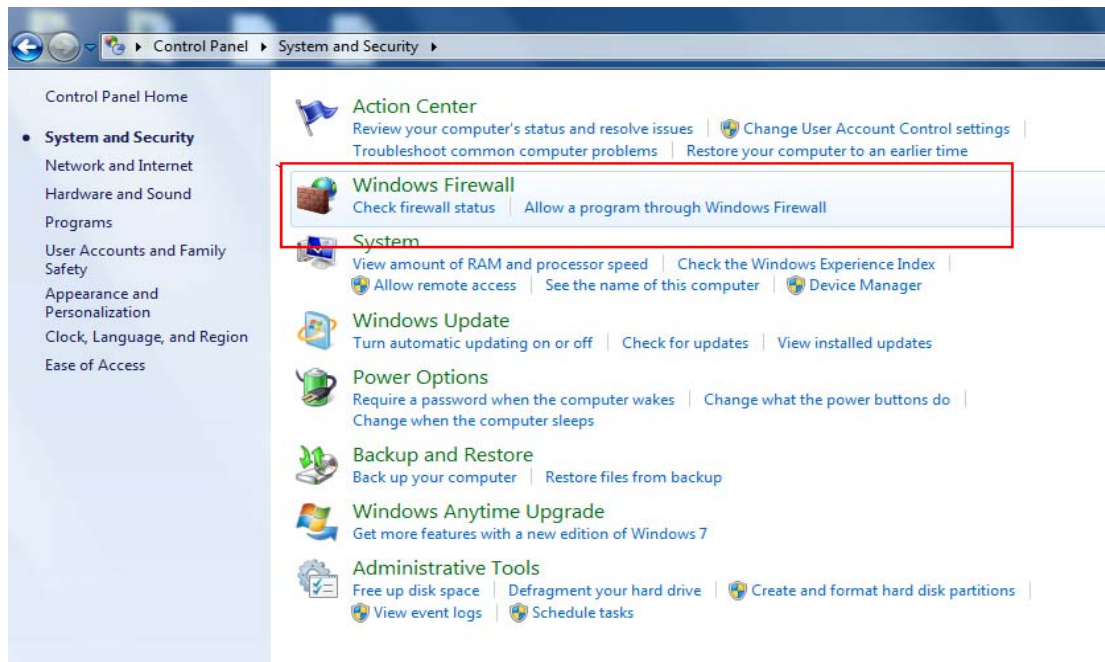 Control Panel System and Security
Control Panel Home
System and Security
Network and Internet
Hardware and Sound
Programs
User Accounts and Family
Safety
Appearance and
Personalization
Clock, Language, and Region
Ease of Access
Action Center
Review your computer's status and resolve issues Change User Account Control settings
Troubleshoot common computer problems Restore your computer to an earlier time
Windows Firewall
Check firewall status Allow a program through Windows Firewall
System
View amount of RAM and processor speed Check the Windows Experience Index
Allow remote access See the name of this computer Device Manager
Windows Update
Turn automatic updating on or off Check for updates View installed updates
Power Options
Require a password when the computer wakes Change what the power buttons do
Change when the computer sleeps
Backup and Restore
Back up your computer Restore files from backup
Windows Anytime Upgrade
Get more features with a new edition of Windows 7
Administrative Tools
Free up disk space Defragment your hard drive Create and format hard disk partitions
View event logs Schedule tasks